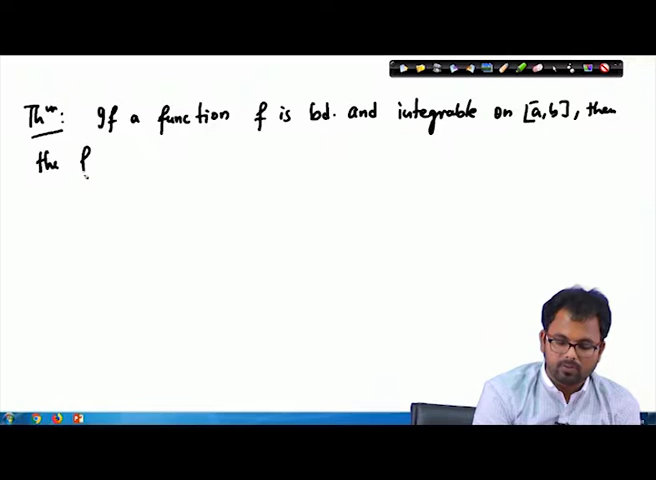 Thm: If a function f is bd. and integrable on [a,b], then
the f